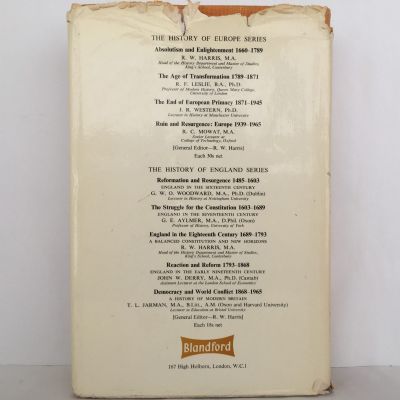 THE HISTORY OF EUROPE SERIES
Absolutism and Enlightenment 1660–1789
R. W. HARRIS, M.A.
Head of the History Department and Master of Studies,
King's School, Canterbury
The Age of Transformation 1789–1871
R. F. LESLIE, B.A., Ph.D.
Professor of Modern History, Queen Mary College,
University of London
The End of European Primacy 1871–1945
J. R. WESTERN, Ph.D.
Lecturer in History at Manchester University
Ruin and Resurgence: Europe 1939–1965
R. C. MOWAT, M.A.
Senior Lecturer at
College of Technology, Oxford
[General Editor—R. W. Harris]
Each 30s net
THE HISTORY OF ENGLAND SERIES
Reformation and Resurgence 1485–1603
ENGLAND IN THE SIXTEENTH CENTURY
G. W. O. WOODWARD, M.A., Ph.D. (Dublin)
Lecturer in History at Nottingham University
The Struggle for the Constitution 1603–1689
ENGLAND IN THE SEVENTEENTH CENTURY
G. E. AYLMER, M.A., D.Phil. (Oxon)
Professor of History, University of York
England in the Eighteenth Century 1689–1793
A BALANCED CONSTITUTION AND NEW HORIZONS
R. W. HARRIS, M.A.
Head of the History Department and Master of Studies,
King's School, Canterbury
Reaction and Reform 1793–1868
ENGLAND IN THE EARLY NINETEENTH CENTURY
JOHN W. DERRY, M.A., Ph.D. (Cantab)
Assistant Lecturer at the London School of Economics
Democracy and World Conflict 1868–1965
A HISTORY OF MODERN BRITAIN
T. L. JARMAN, M.A., B.Litt., A.M. (Oxon and Harvard University)
Lecturer in Education at Bristol University
[General Editor—R. W. Harris]
Each 18s net
Blandford
167 High Holborn, London, W.C.1